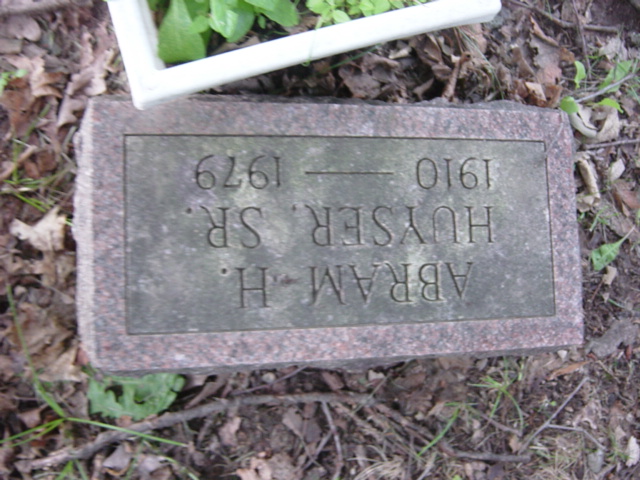 ABRAM H.
HUYSER, SR.
1910 — 1979